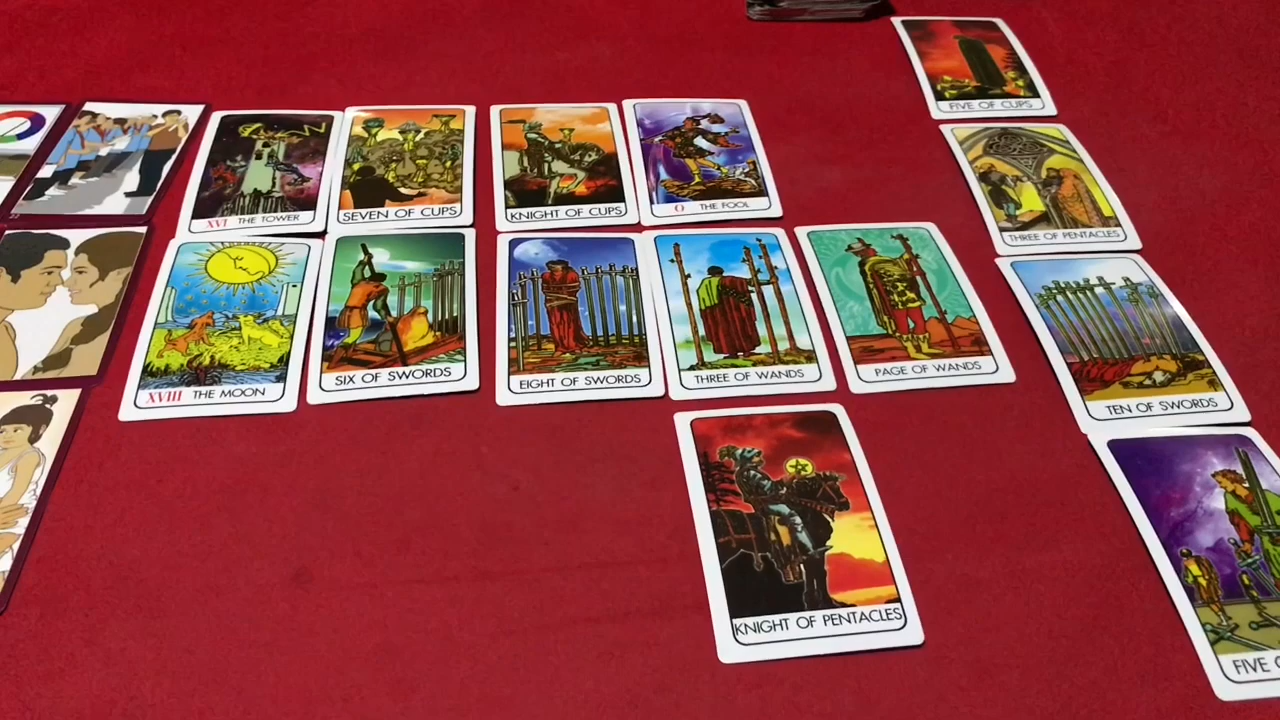 FIVE OF CUPS
XVI THE TOWER
SEVEN OF CUPS
KNIGHT OF CUPS
0 THE FOOL
THREE OF PENTACLES
XVIII THE MOON
SIX OF SWORDS
EIGHT OF SWORDS
THREE OF WANDS
PAGE OF WANDS
TEN OF SWORDS
KNIGHT OF PENTACLES
FIVE